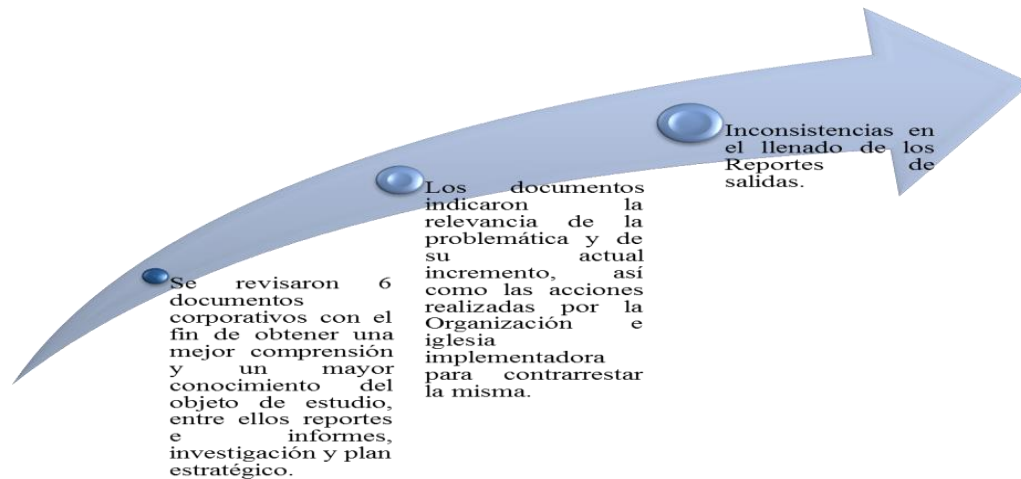 Se revisaron 6
documentos
corporativos con el
fin de obtener una
mejor comprensión
y un mayor
conocimiento del
objeto de estudio,
entre ellos reportes
e informes,
investigación y plan
estratégico.
Los documentos
indicaron la
relevancia de la
problemática y de
su actual
incremento, así
como las acciones
realizadas por la
Organización e
iglesia
implementadora
para contrarrestar
la misma.
Inconsistencias en
el llenado de los
Reportes de
salidas.